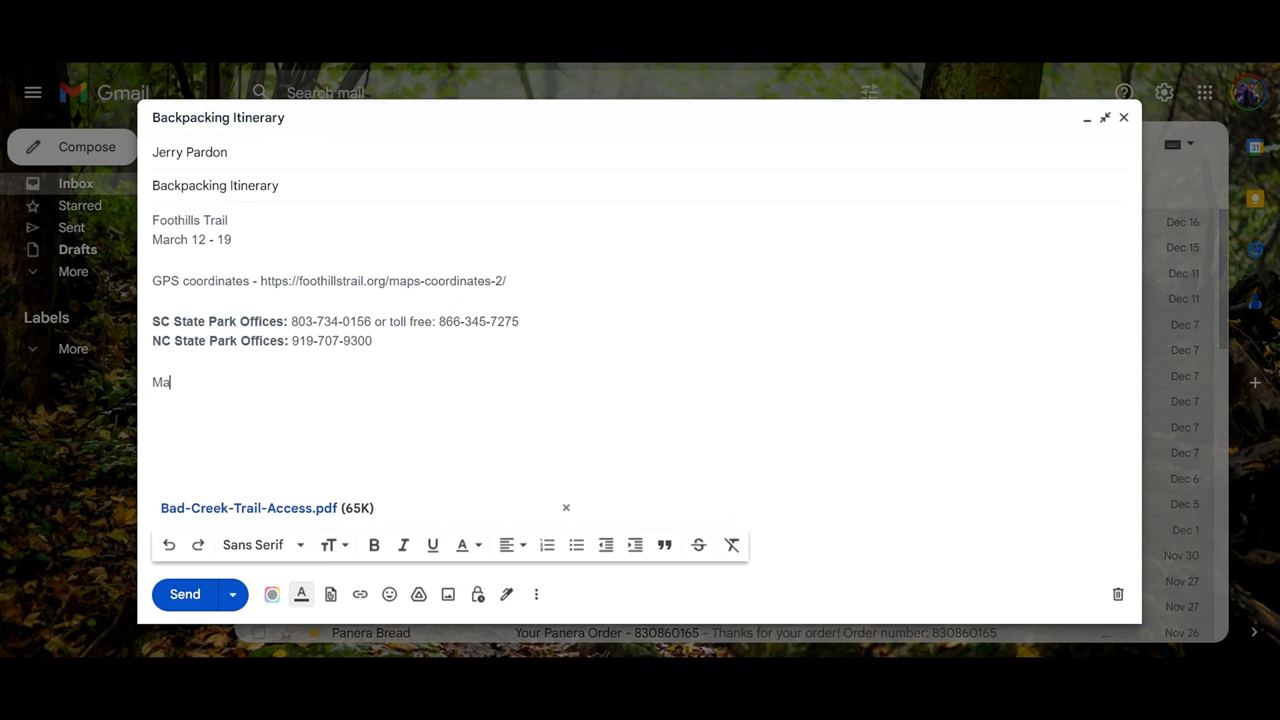 Gmail
Search mail
Compose
Inbox
Starred
Sent
Drafts
More
Labels
More
Backpacking Itinerary
Jerry Pardon
Backpacking Itinerary
Foothills Trail
March 12 - 19
GPS coordinates - https://foothillstrail.org/maps-coordinates-2/
SC State Park Offices: 803-734-0156 or toll free: 866-345-7275
NC State Park Offices: 919-707-9300
Ma
Bad-Creek-Trail-Access.pdf (65K)
Sans Serif
Send
Dec 16
Dec 15
Dec 11
Dec 11
Dec 7
Dec 7
Dec 7
Dec 7
Dec 7
Dec 7
Dec 6
Dec 5
Dec 1
Nov 30
Nov 27
Nov 27
Panera Bread Your Panera Order - 830860165 - Thanks for your order! Order number: 830860165 ... Nov 26
31